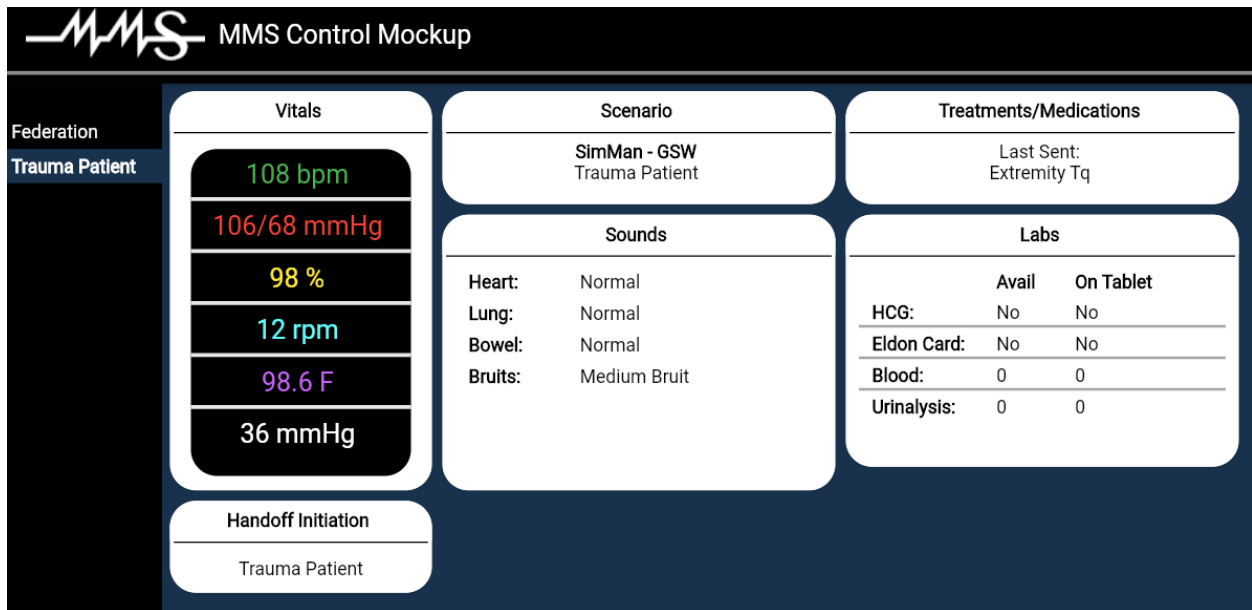 MMS MMS Control Mockup
Federation
Trauma Patient
Vitals
108 bpm
106/68 mmHg
98 %
12 rpm
98.6 F
36 mmHg
Handoff Initiation
Trauma Patient
Scenario
SimMan - GSW
Trauma Patient
Sounds
Heart: Normal
Lung: Normal
Bowel: Normal
Bruits: Medium Bruit
Treatments/Medications
Last Sent:
Extremity Tq
Labs
Avail On Tablet
HCG: No No
Eldon Card: No No
Blood: 0 0
Urinalysis: 0 0